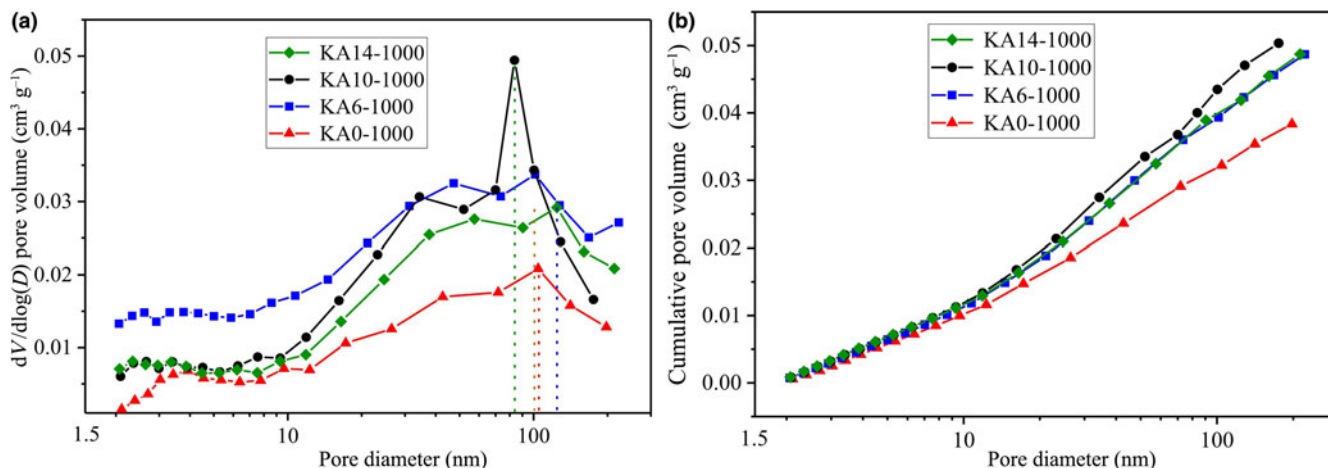 (a)
dV/dlog(D) pore volume (cm³ g⁻¹)
0.05
0.04
0.03
0.02
0.01
KA14-1000
KA10-1000
KA6-1000
KA0-1000
1.5
10
100
Pore diameter (nm)
(b)
Cumulative pore volume (cm³ g⁻¹)
0.05
0.04
0.03
0.02
0.01
0.00
KA14-1000
KA10-1000
KA6-1000
KA0-1000
1.5
10
100
Pore diameter (nm)